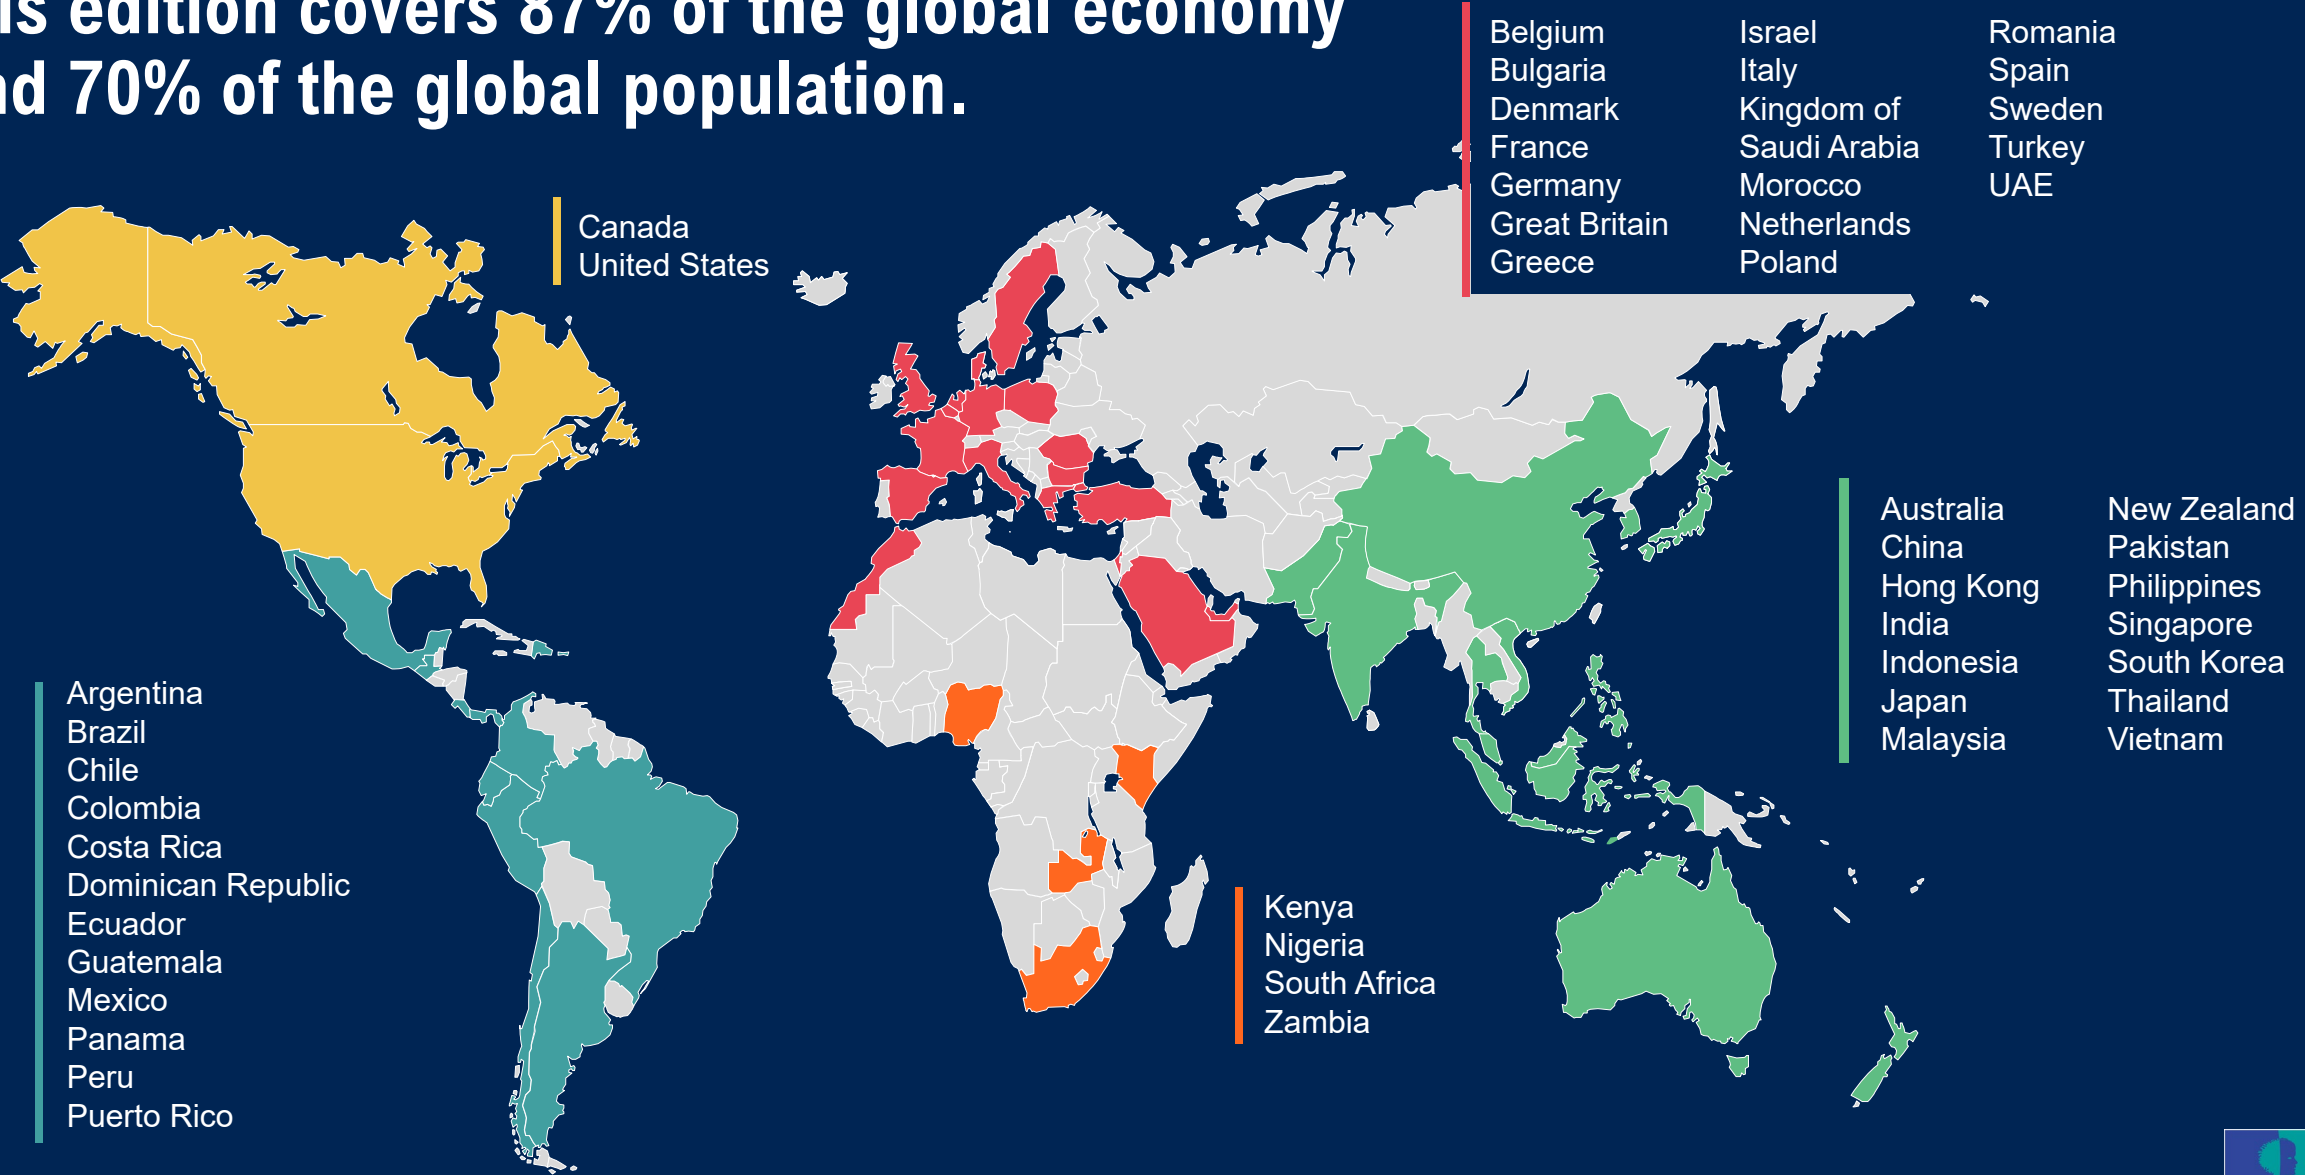 is edition covers 87% of the global economy
nd 70% of the global population.
Belgium
Bulgaria
Denmark
France
Germany
Great Britain
Greece
Israel
Italy
Kingdom of
Saudi Arabia
Morocco
Netherlands
Poland
Romania
Spain
Sweden
Turkey
UAE
Canada
United States
Australia
China
Hong Kong
India
Indonesia
Japan
Malaysia
New Zealand
Pakistan
Philippines
Singapore
South Korea
Thailand
Vietnam
Argentina
Brazil
Chile
Colombia
Costa Rica
Dominican Republic
Ecuador
Guatemala
Mexico
Panama
Peru
Puerto Rico
Kenya
Nigeria
South Africa
Zambia